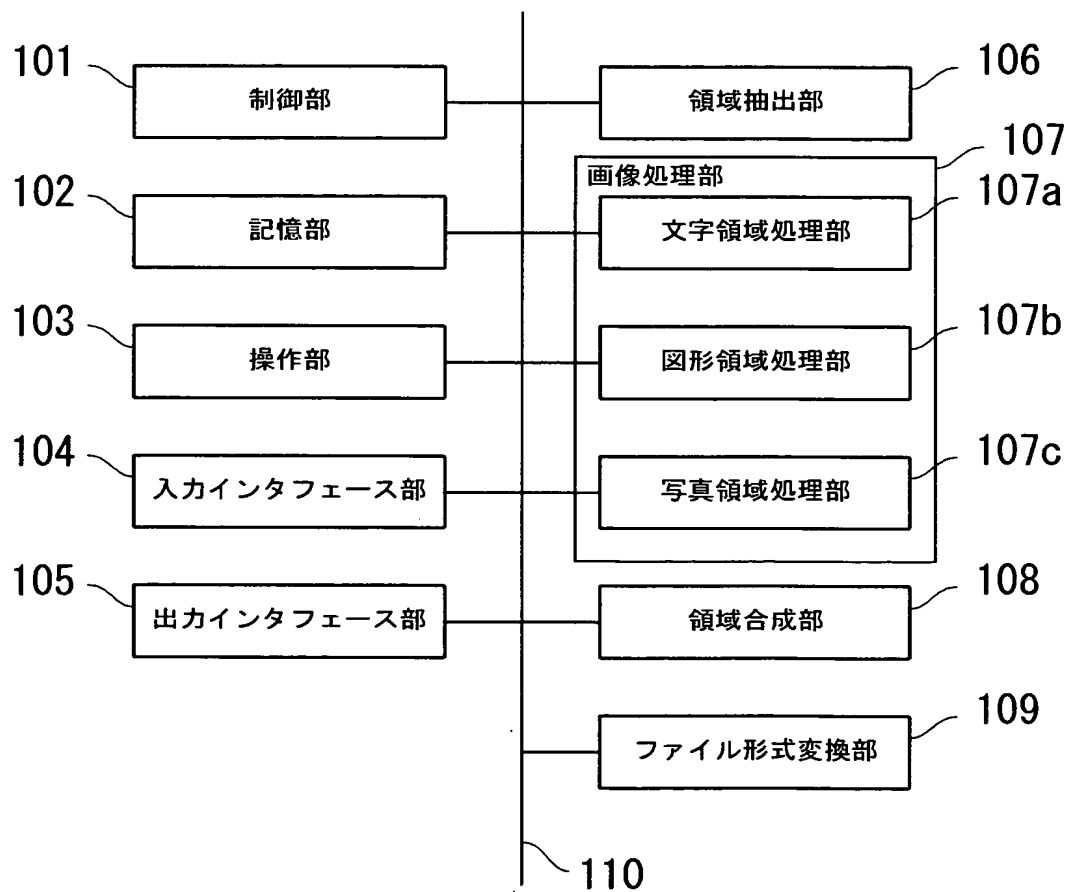 101
制御部
102
記憶部
103
操作部
104
入力インタフェース部
105
出力インタフェース部
106
領域抽出部
107
画像処理部
107a
文字領域処理部
107b
図形領域処理部
107c
写真領域処理部
108
領域合成部
109
ファイル形式変換部
110